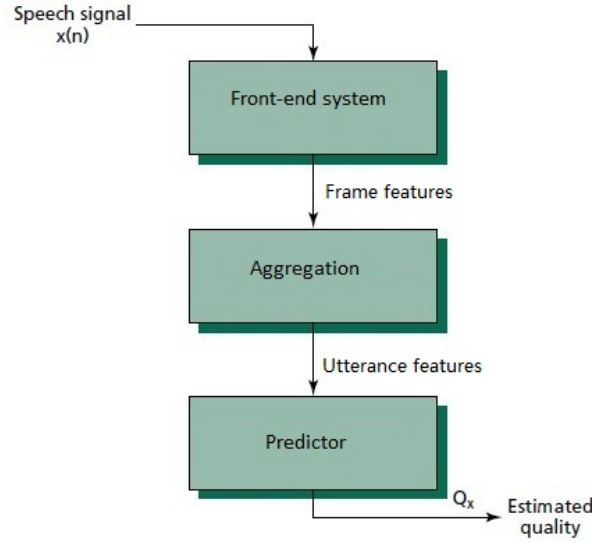 Speech signal
x(n)
Front-end system
Frame features
Aggregation
Utterance features
Predictor
Qx
Estimated
quality